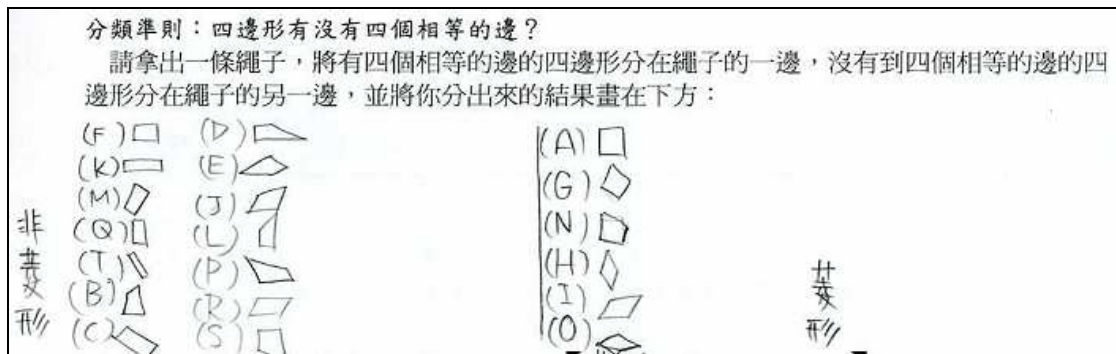 分類準則：四邊形有沒有四個相等的邊？
請拿出一條繩子，將有四個相等的邊的四邊形分在繩子的一邊，沒有到四個相等的邊的四
邊形分在繩子的另一邊，並將你分出來的結果畫在下方：
(F) (D) (A)
(K) (E) (G)
(M) (J) (N)
(Q) (L) (H)
(T) (P) (I)
(B) (R) (O)
(C) (S)
非菱形
菱形